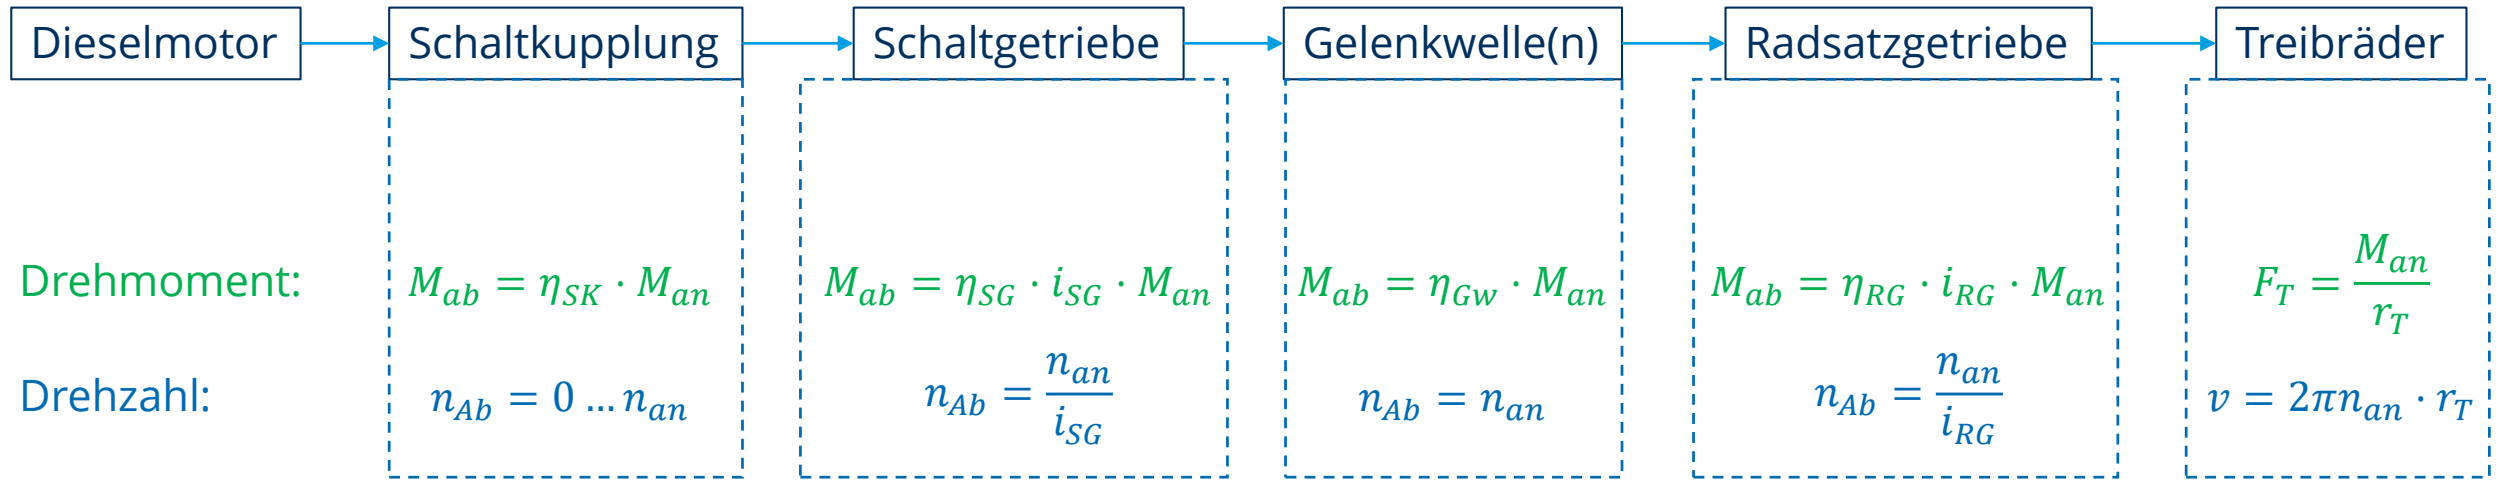 Dieselmotor Schaltkupplung Schaltgetriebe Gelenkwelle(n) Radsatzgetriebe Treibräder
Drehmoment: M_ab = η_SK · M_an M_ab = η_SG · i_SG · M_an M_ab = η_Gw · M_an M_ab = η_RG · i_RG · M_an F_T = M_an / r_T
Drehzahl: n_Ab = 0 … n_an n_Ab = n_an / i_SG n_Ab = n_an n_Ab = n_an / i_RG v = 2πn_an · r_T